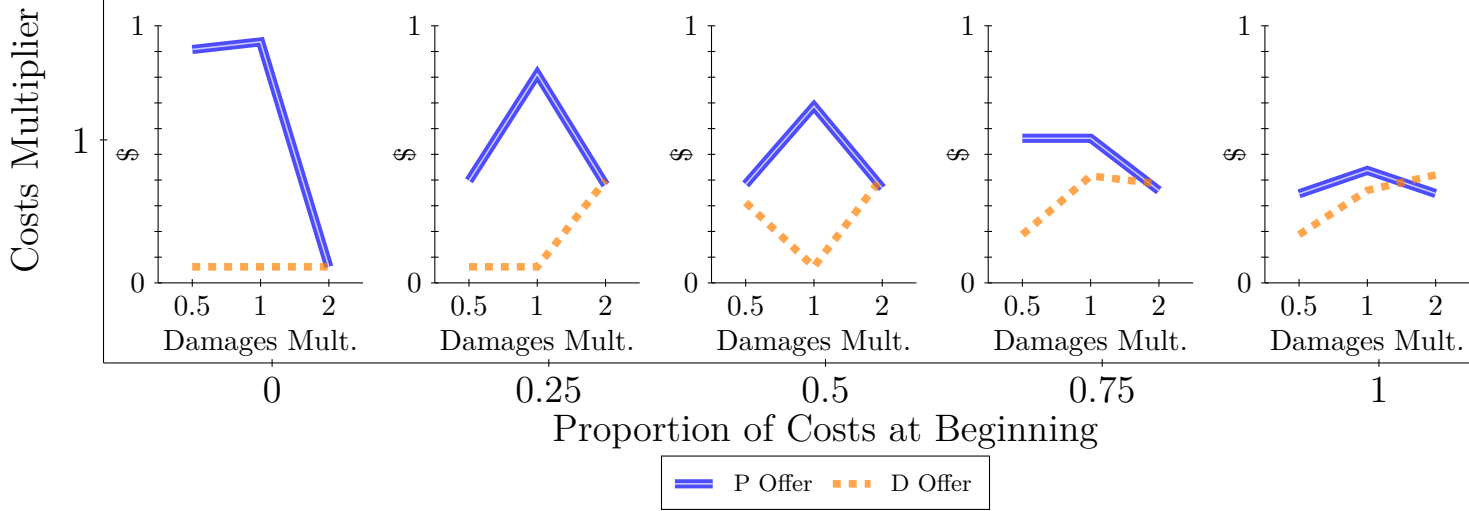 Costs Multiplier
1
1
0
$
0.5 1 2
Damages Mult.
1
0
$
0.5 1 2
Damages Mult.
1
0
$
0.5 1 2
Damages Mult.
1
0
$
0.5 1 2
Damages Mult.
1
0
$
0.5 1 2
Damages Mult.
0 0.25 0.5 0.75 1
Proportion of Costs at Beginning
P Offer D Offer